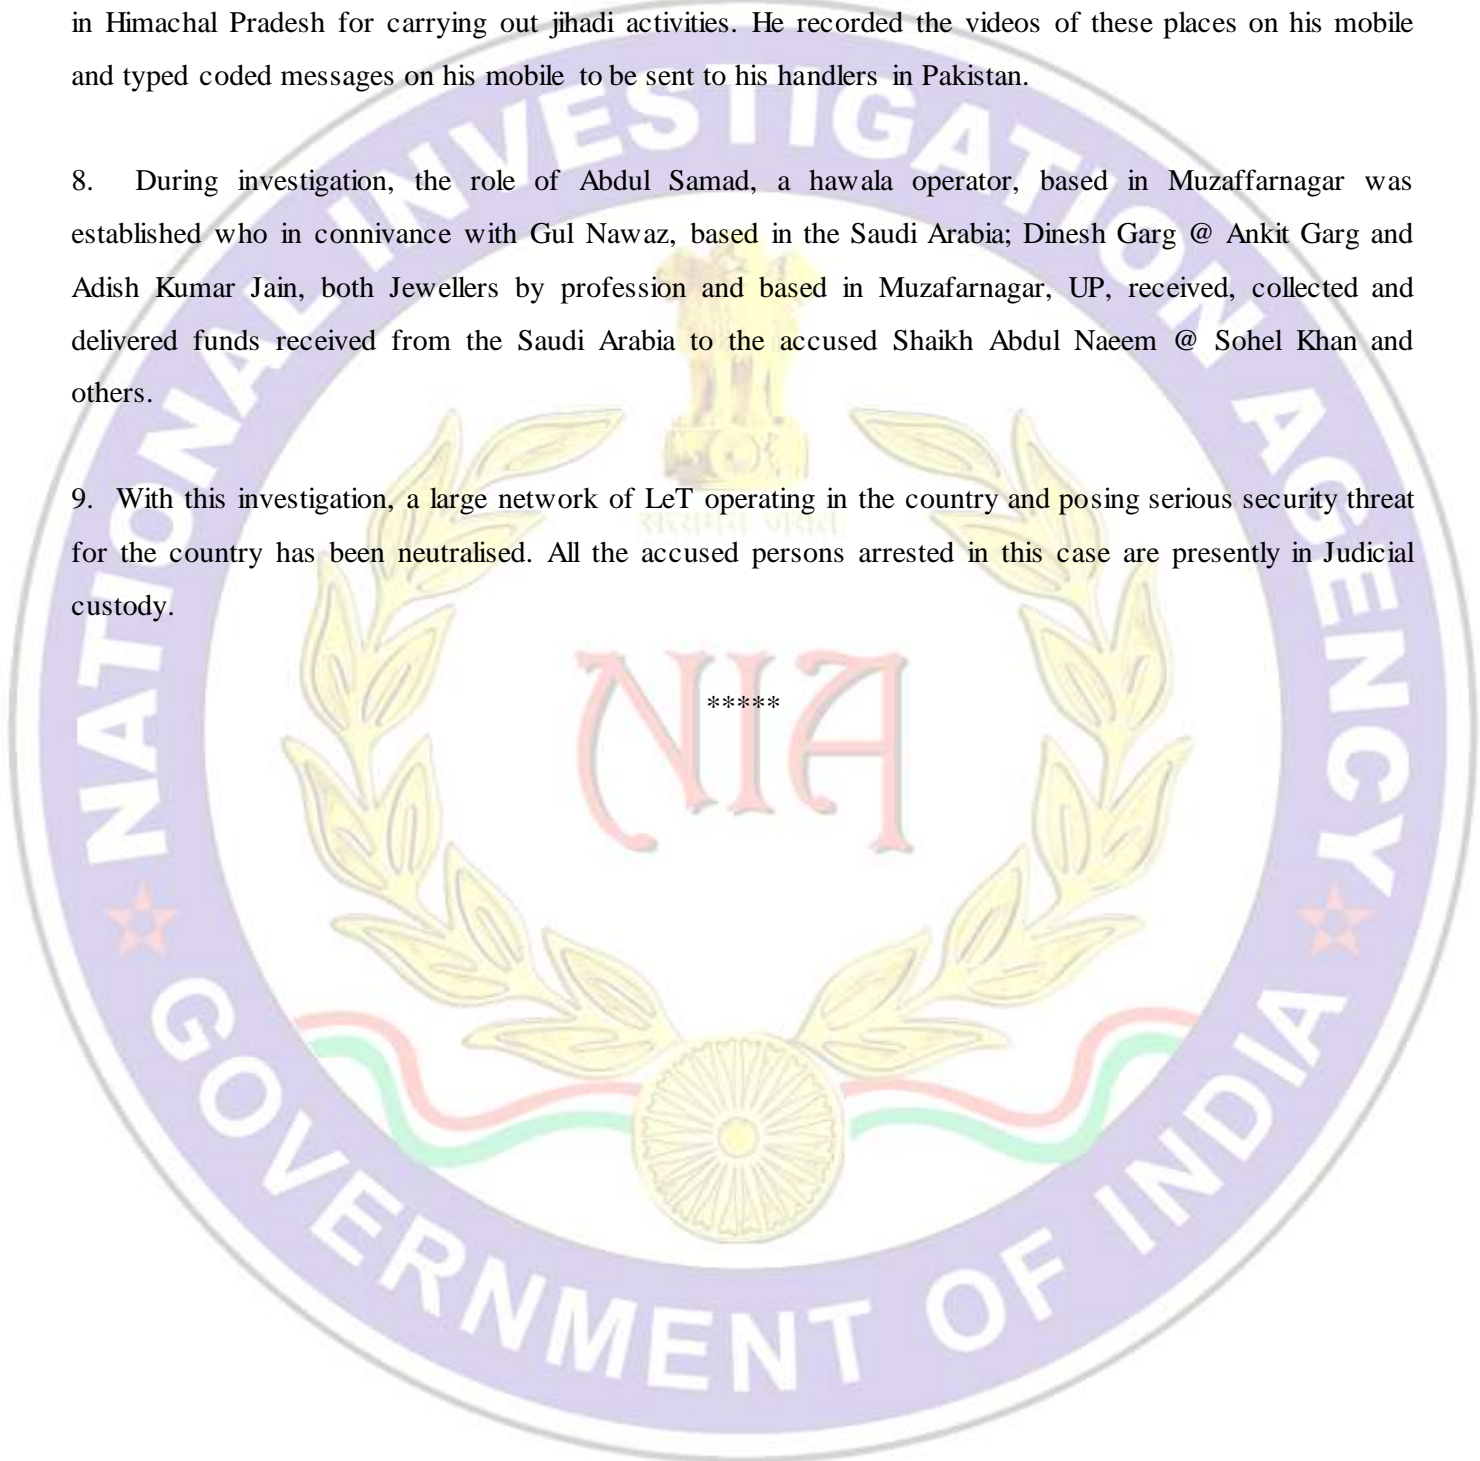 in Himachal Pradesh for carrying out jihadi activities. He recorded the videos of these places on his mobile
and typed coded messages on his mobile to be sent to his handlers in Pakistan.
8. During investigation, the role of Abdul Samad, a hawala operator, based in Muzaffarnagar was
established who in connivance with Gul Nawaz, based in the Saudi Arabia; Dinesh Garg @ Ankit Garg and
Adish Kumar Jain, both Jewellers by profession and based in Muzafarnagar, UP, received, collected and
delivered funds received from the Saudi Arabia to the accused Shaikh Abdul Naeem @ Sohel Khan and
others.
9. With this investigation, a large network of LeT operating in the country and posing serious security threat
for the country has been neutralised. All the accused persons arrested in this case are presently in Judicial
custody.
*****
NATIONAL INVESTIGATION AGENCY
NIA
GOVERNMENT OF INDIA